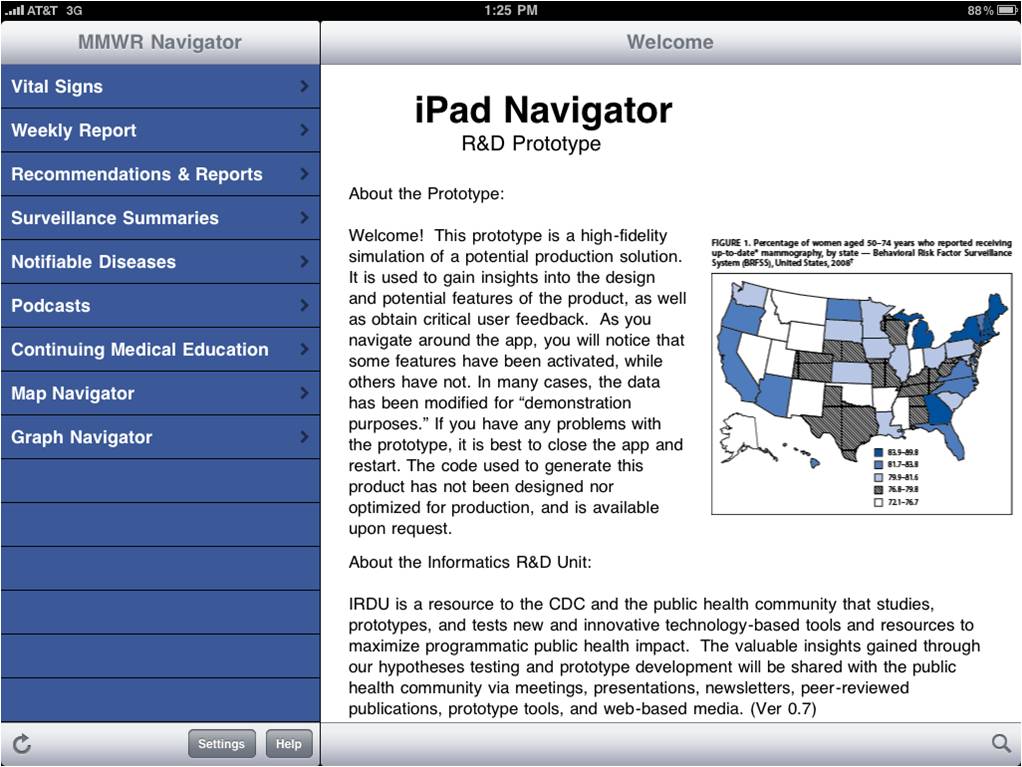 AT&T 3G
1:25 PM
88%
MMWR Navigator
Welcome
Vital Signs
Weekly Report
Recommendations & Reports
Surveillance Summaries
Notifiable Diseases
Podcasts
Continuing Medical Education
Map Navigator
Graph Navigator
Settings
Help
iPad Navigator
R&D Prototype
About the Prototype:
Welcome!  This prototype is a high-fidelity
simulation of a potential production solution.
It is used to gain insights into the design
and potential features of the product, as well
as obtain critical user feedback.  As you
navigate around the app, you will notice that
some features have been activated, while
others have not. In many cases, the data
has been modified for “demonstration
purposes.” If you have any problems with
the prototype, it is best to close the app and
restart. The code used to generate this
product has not been designed nor
optimized for production, and is available
upon request.
FIGURE 1. Percentage of women aged 50–74 years who reported receiving
up-to-date* mammography, by state — Behavioral Risk Factor Surveillance
System (BRFSS), United States, 2008†
83.9–89.8
81.7–83.8
79.9–81.6
76.8–79.8
72.1–76.7
About the Informatics R&D Unit:
IRDU is a resource to the CDC and the public health community that studies,
prototypes, and tests new and innovative technology-based tools and resources to
maximize programmatic public health impact.  The valuable insights gained through
our hypotheses testing and prototype development will be shared with the public
health community via meetings, presentations, newsletters, peer-reviewed
publications, prototype tools, and web-based media. (Ver 0.7)